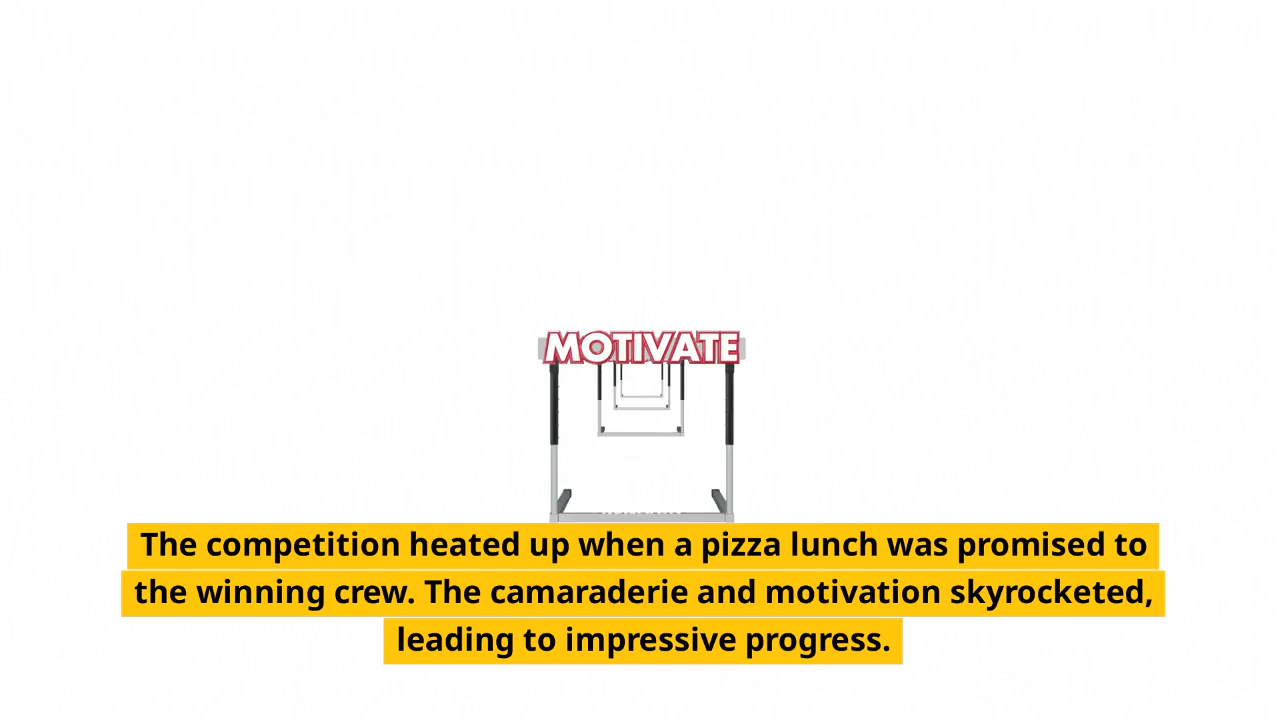 MOTIVATE
The competition heated up when a pizza lunch was promised to
the winning crew. The camaraderie and motivation skyrocketed,
leading to impressive progress.